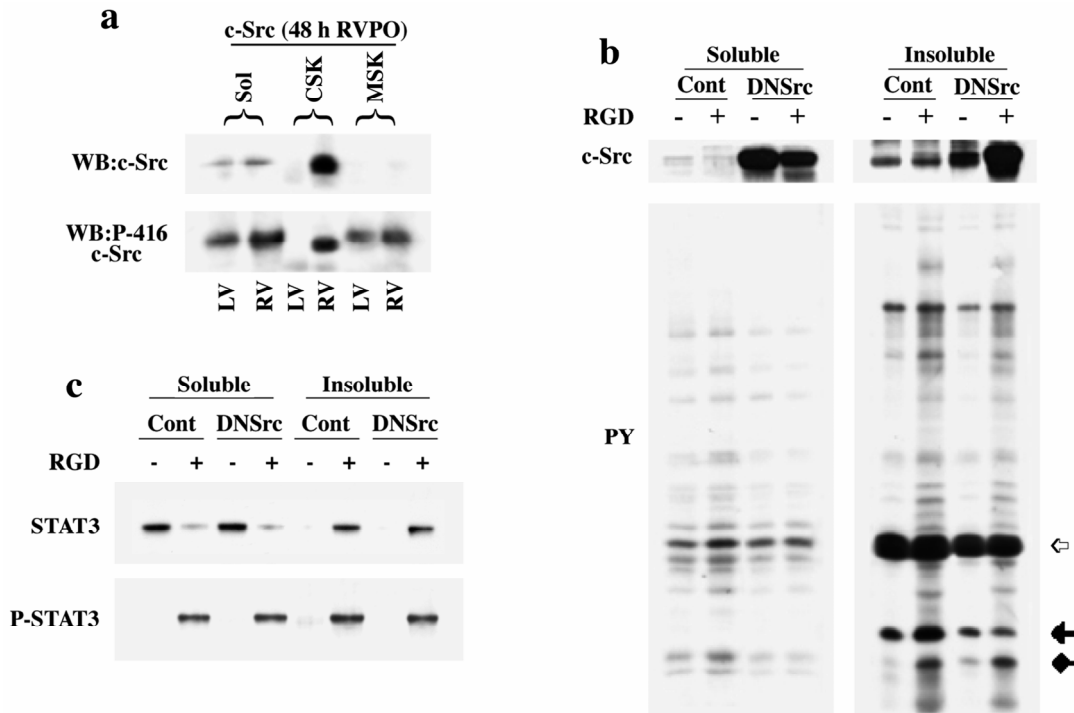 a
c-Src (48 h RVPO)
Sol CSK MSK
WB:c-Src
WB:P-416
c-Src
LV RV LV RV LV RV
b
Soluble Insoluble
Cont DNSrc Cont DNSrc
RGD - + - + - + - +
c-Src
PY
c
Soluble Insoluble
Cont DNSrc Cont DNSrc
RGD - + - + - + - +
STAT3
P-STAT3